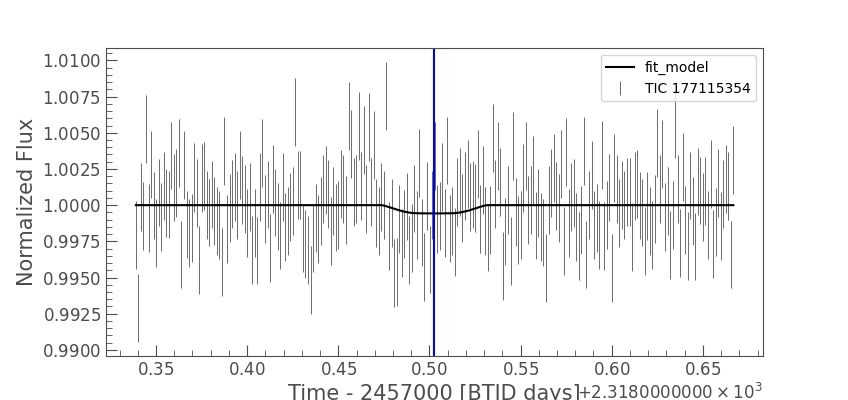 fit_model
TIC 177115354
Normalized Flux
1.0100
1.0075
1.0050
1.0025
1.0000
0.9975
0.9950
0.9925
0.9900
0.35 0.40 0.45 0.50 0.55 0.60 0.65
Time - 2457000 [BTJD days]
+2.3180000000 × 10³